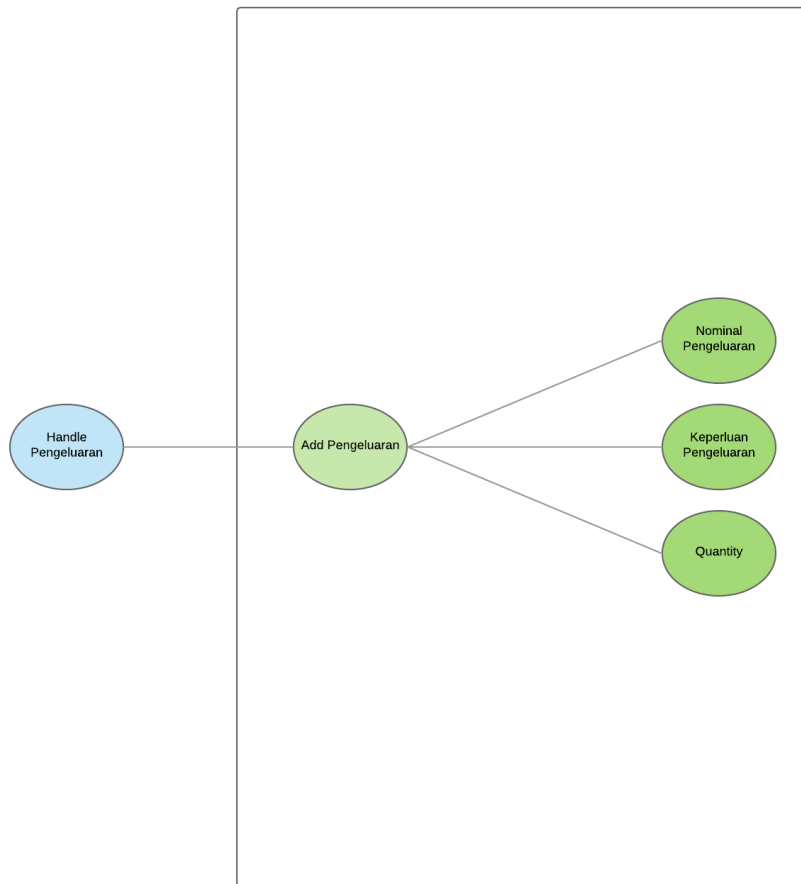 Nominal
Pengeluaran
Handle
Pengeluaran
Add Pengeluaran
Keperluan
Pengeluaran
Quantity